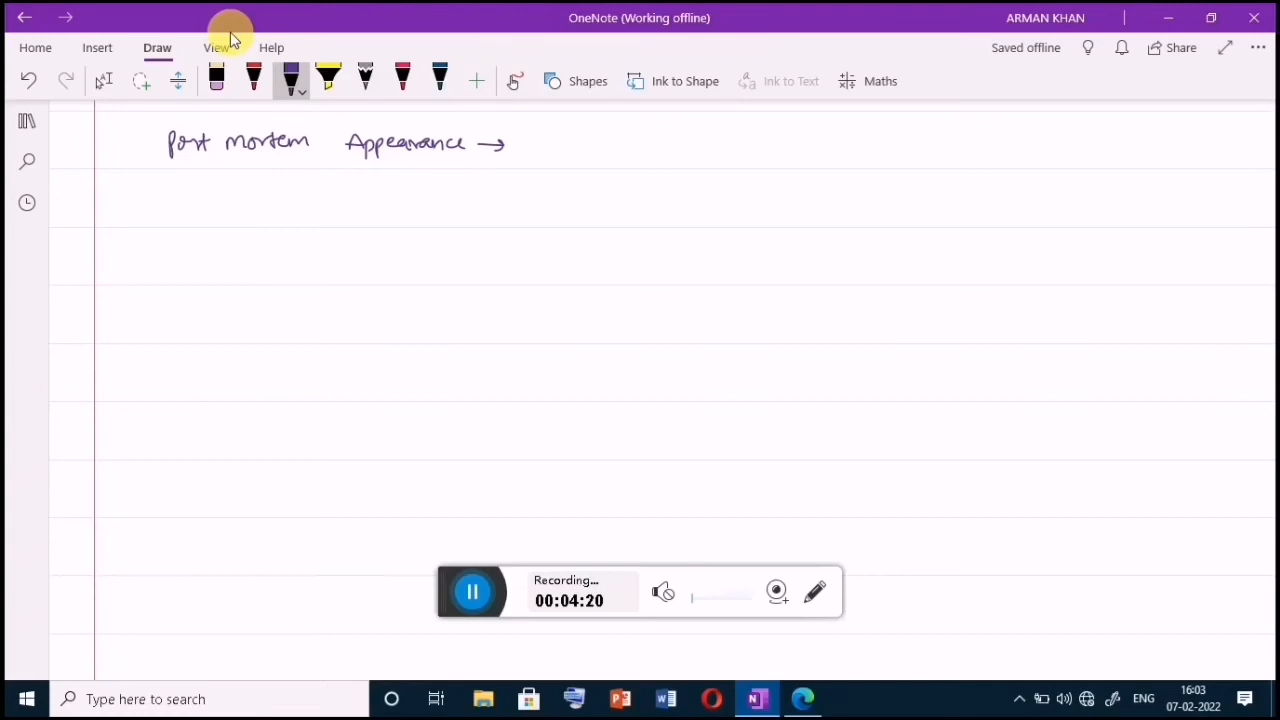 OneNote (Working offline)
ARMAN KHAN
Home Insert Draw View Help
Saved offline Share
Shapes Ink to Shape Ink to Text Maths
Post mortem Appearance →
Recording...
00:04:20
Type here to search
ENG
16:03
07-02-2022